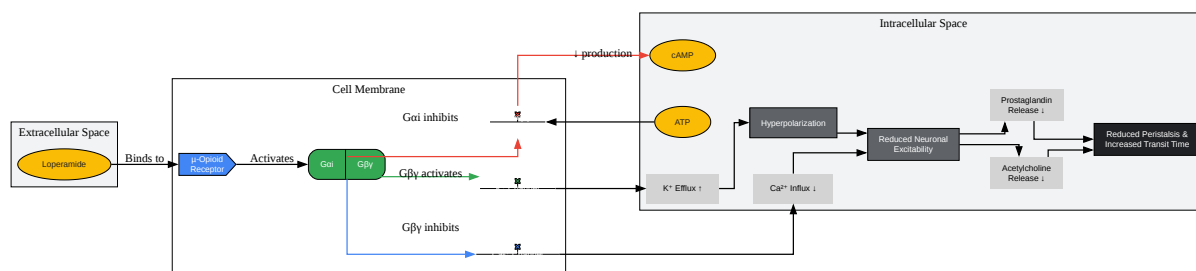 Intracellular Space
↓ production
cAMP
Cell Membrane
Gαi inhibits
ATP
Extracellular Space
Loperamide
Binds to
μ-Opioid
Receptor
Activates
Gαi
Gβγ
Gβγ activates
Gβγ inhibits
K⁺ Efflux ↑
Hyperpolarization
Ca²⁺ Influx ↓
Reduced Neuronal
Excitability
Prostaglandin
Release ↓
Acetylcholine
Release ↓
Reduced Peristalsis &
Increased Transit Time